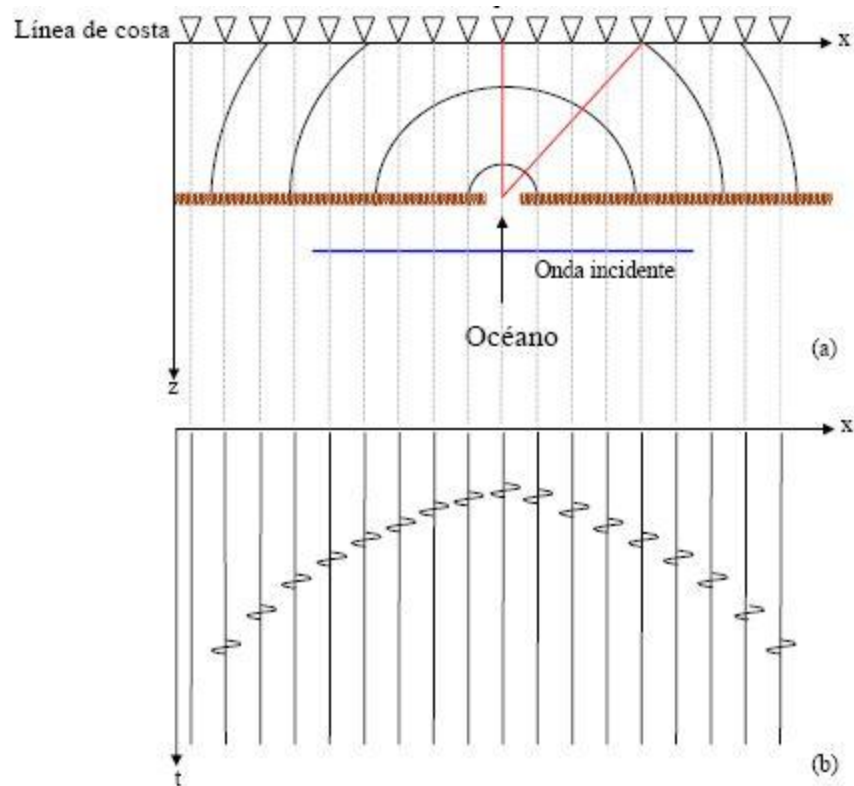 Línea de costa
x
Onda incidente
Océano
(a)
z
x
(b)
t